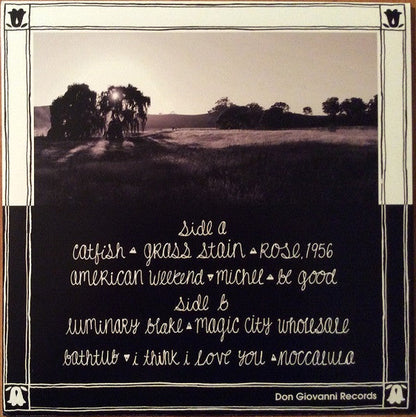 side a
catfish ▲ grass stain ▲ rose, 1956
american weekend ▼ michel ▲ be good
side b
luminary blake ▲ magic city wholesale
bathtub ▼ i think i love you ▲ noccalula
Don Giovanni Records